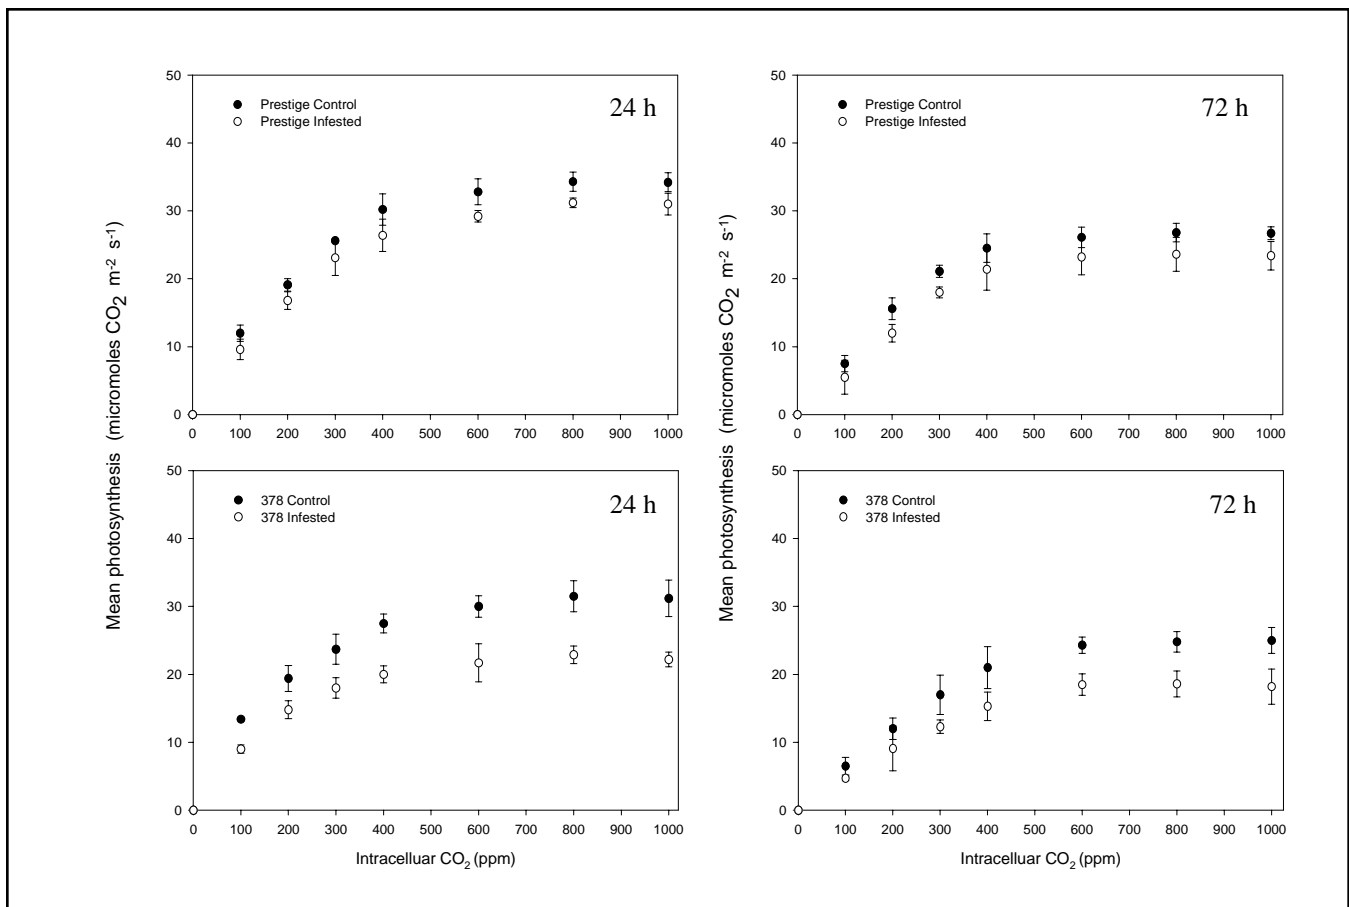 Mean photosynthesis (micromoles CO2 m-2 s-1)
50
40
30
20
10
0
Prestige Control
Prestige Infested
24 h
0 100 200 300 400 500 600 700 800 900 1000
Mean photosynthesis (micromoles CO2 m-2 s-1)
50
40
30
20
10
0
Prestige Control
Prestige Infested
72 h
0 100 200 300 400 500 600 700 800 900 1000
50
40
30
20
10
0
378 Control
378 Infested
24 h
0 100 200 300 400 500 600 700 800 900 1000
Intracelluar CO2 (ppm)
50
40
30
20
10
0
378 Control
378 Infested
72 h
0 100 200 300 400 500 600 700 800 900 1000
Intracelluar CO2 (ppm)